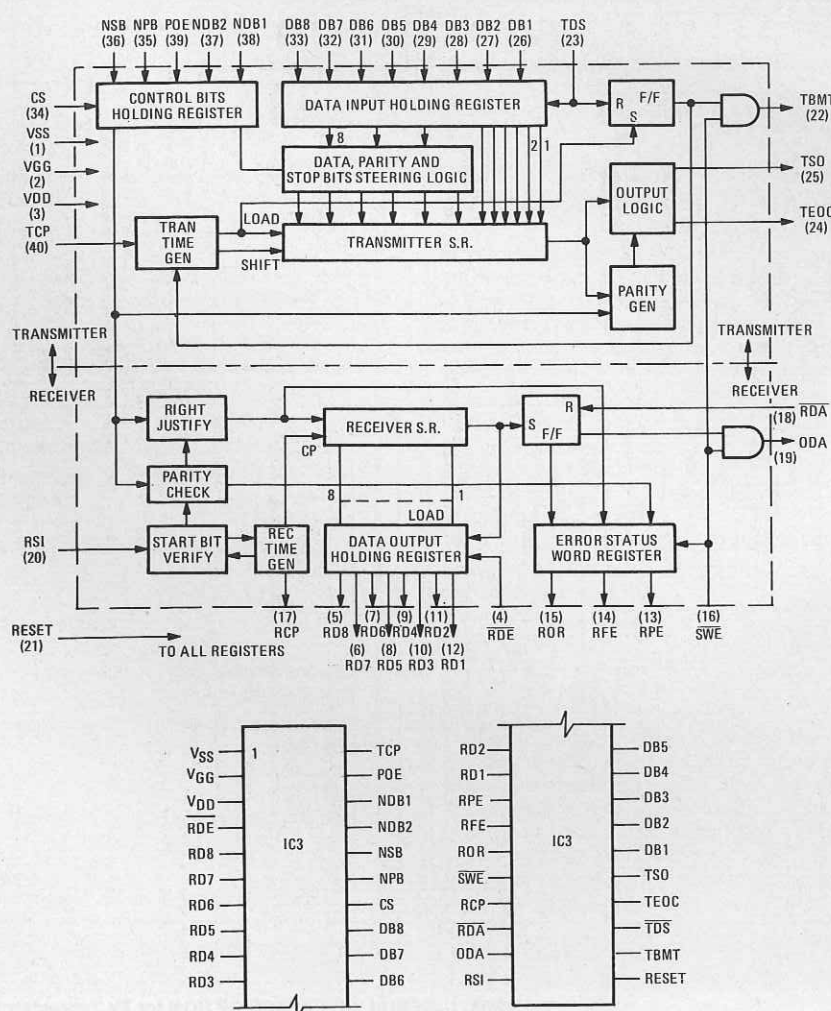 NSB NPB POE NDB2 NDB1 DB8 DB7 DB6 DB5 DB4 DB3 DB2 DB1 TDS
(36) (35) (39) (37) (38) (33) (32) (31) (30) (29) (28) (27) (26) (23)
CS
(34)
CONTROL BITS
HOLDING REGISTER
DATA INPUT HOLDING REGISTER
R F/F
S
TBMT
(22)
VSS
(1)
VGG
(2)
VDD
(3)
TCP
(40)
8
2 1
DATA, PARITY AND
STOP BITS STEERING LOGIC
OUTPUT
LOGIC
TSO
(25)
TEOC
(24)
TRAN
TIME
GEN
LOAD
SHIFT
TRANSMITTER S.R.
PARITY
GEN
TRANSMITTER
RECEIVER
TRANSMITTER
RECEIVER
RIGHT
JUSTIFY
RECEIVER S.R.
CP
R
S
F/F
RDA
(18)
ODA
(19)
PARITY
CHECK
8 1
LOAD
RSI
(20)
START BIT
VERIFY
REC
TIME
GEN
DATA OUTPUT
HOLDING REGISTER
ERROR STATUS
WORD REGISTER
(17) (5) (7) (9) (11) (4) (15) (14) (13) (16)
RCP RD8 RD6 RD4 RD2 RDE ROR RFE RPE SWE
(6) (8) (10) (12)
RD7 RD5 RD3 RD1
RESET
(21)
TO ALL REGISTERS
VSS 1 TCP
VGG POE
VDD NDB1
RDE NDB2
RD8 IC3 NSB
RD7 NPB
RD6 CS
RD5 DB8
RD4 DB7
RD3 DB6
RD2 DB5
RD1 DB4
RPE DB3
RFE DB2
ROR IC3 DB1
SWE TSO
RCP TEOC
RDA TDS
ODA TBMT
RSI RESET